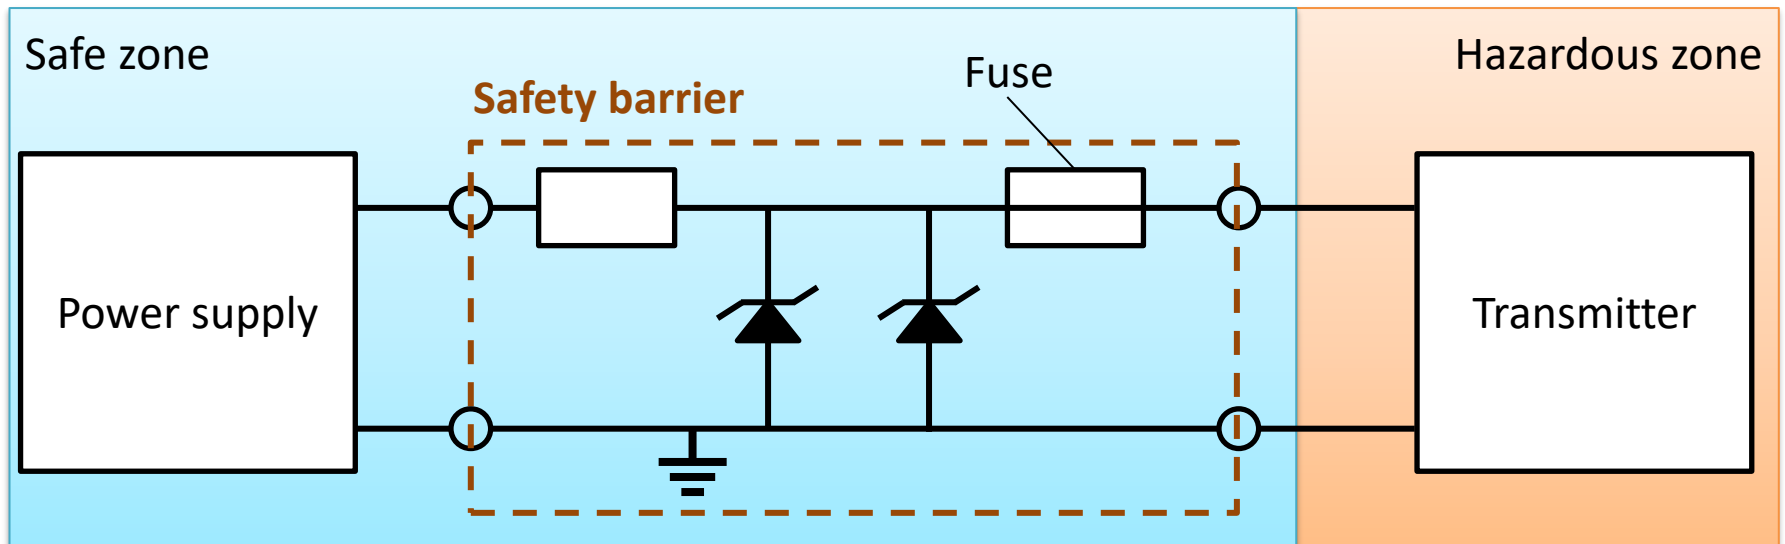 Safe zone
Hazardous zone
Fuse
Safety barrier
Power supply
Transmitter